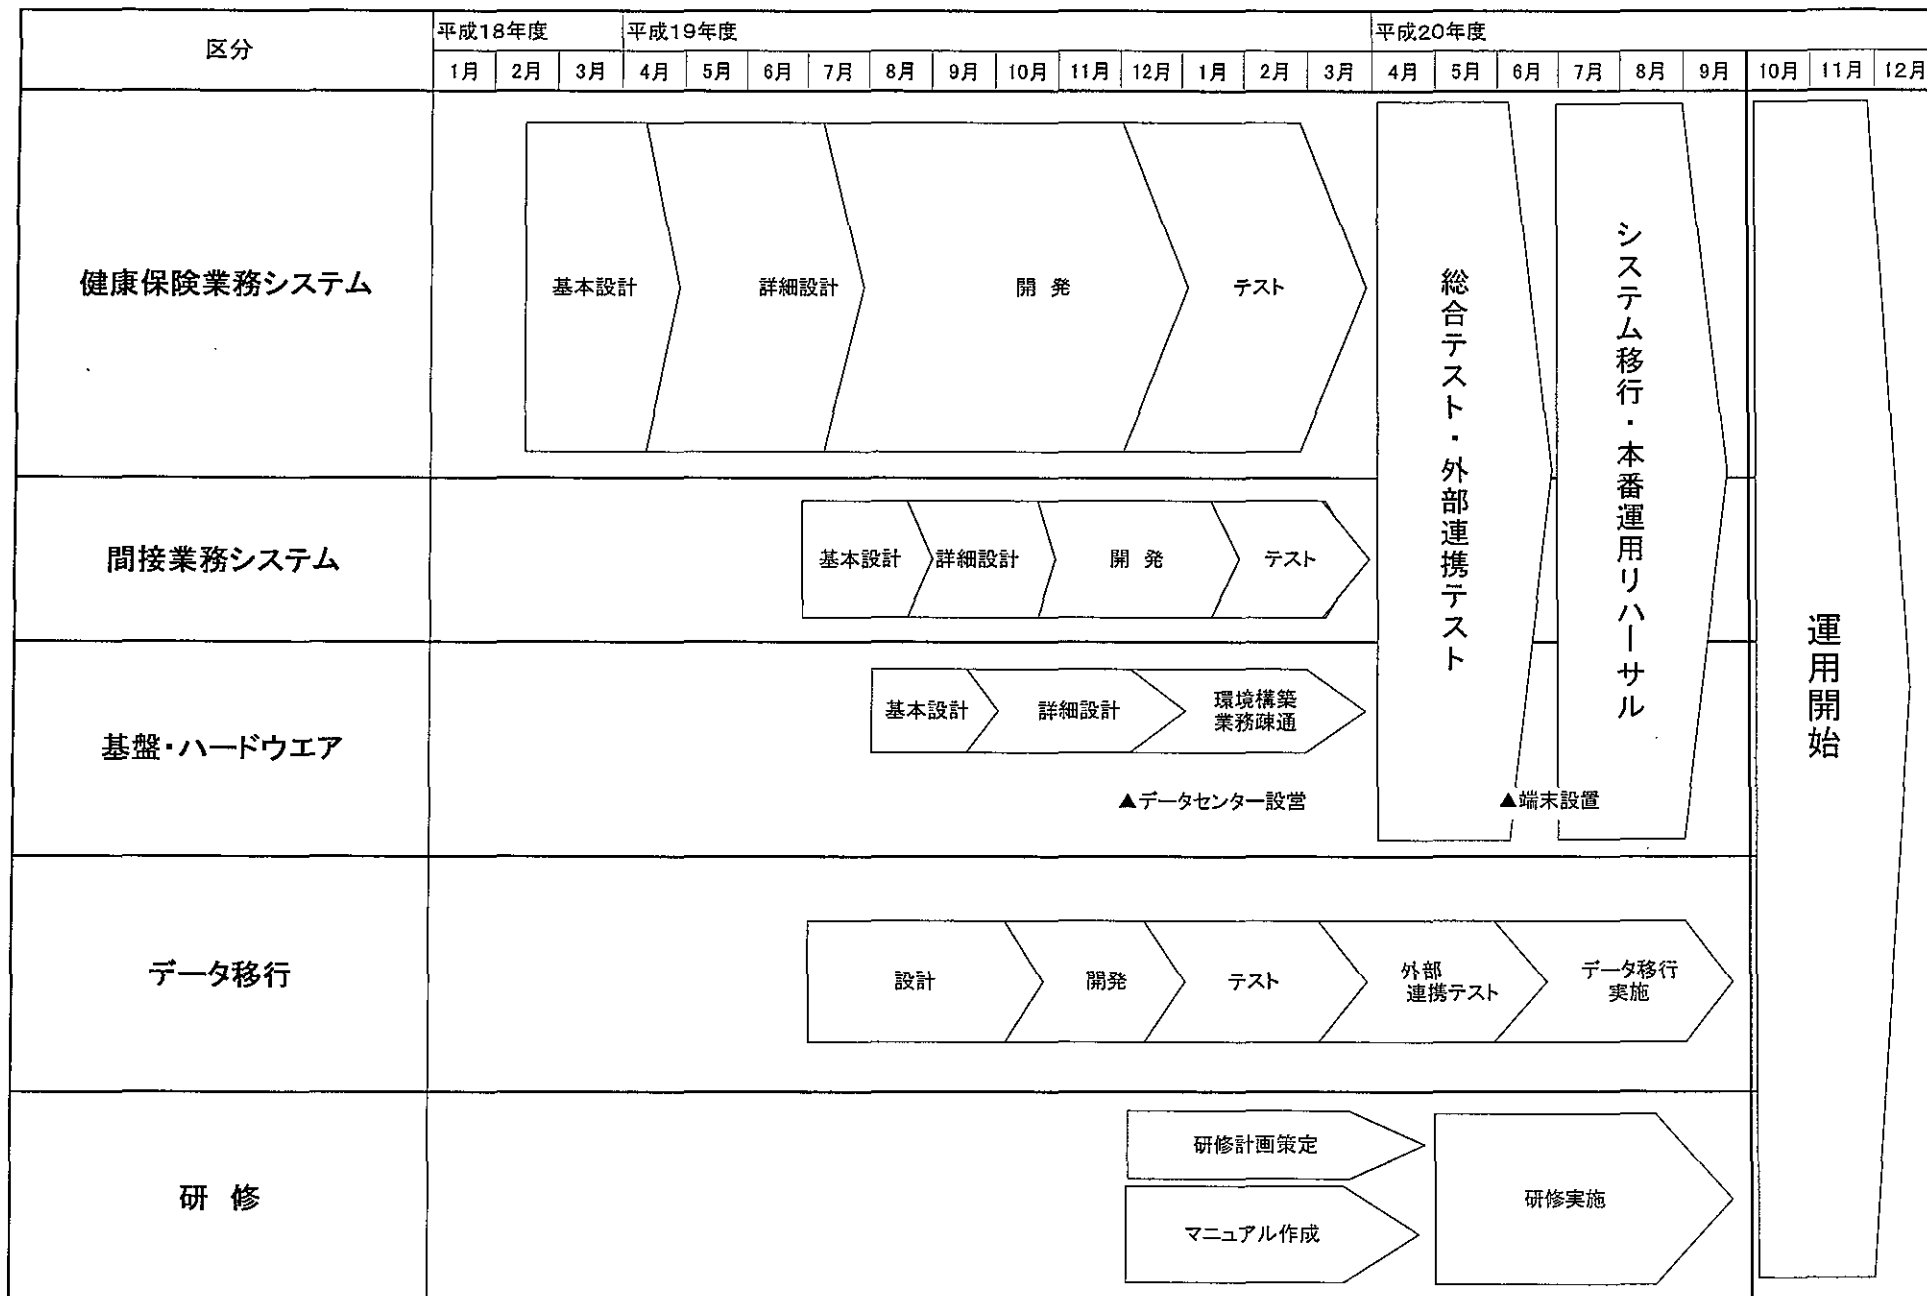 区分
平成18年度
平成19年度
平成20年度
1月 2月 3月 4月 5月 6月 7月 8月 9月 10月 11月 12月 1月 2月 3月 4月 5月 6月 7月 8月 9月 10月 11月 12月
健康保険業務システム
基本設計
詳細設計
開 発
テスト
総合テスト・外部連携テスト
システム移行・本番運用リハーサル
運用開始
間接業務システム
基本設計
詳細設計
開 発
テスト
基盤・ハードウエア
基本設計
詳細設計
環境構築
業務疎通
▲データセンター設営
▲端末設置
データ移行
設計
開発
テスト
外部
連携テスト
データ移行
実施
研 修
研修計画策定
マニュアル作成
研修実施